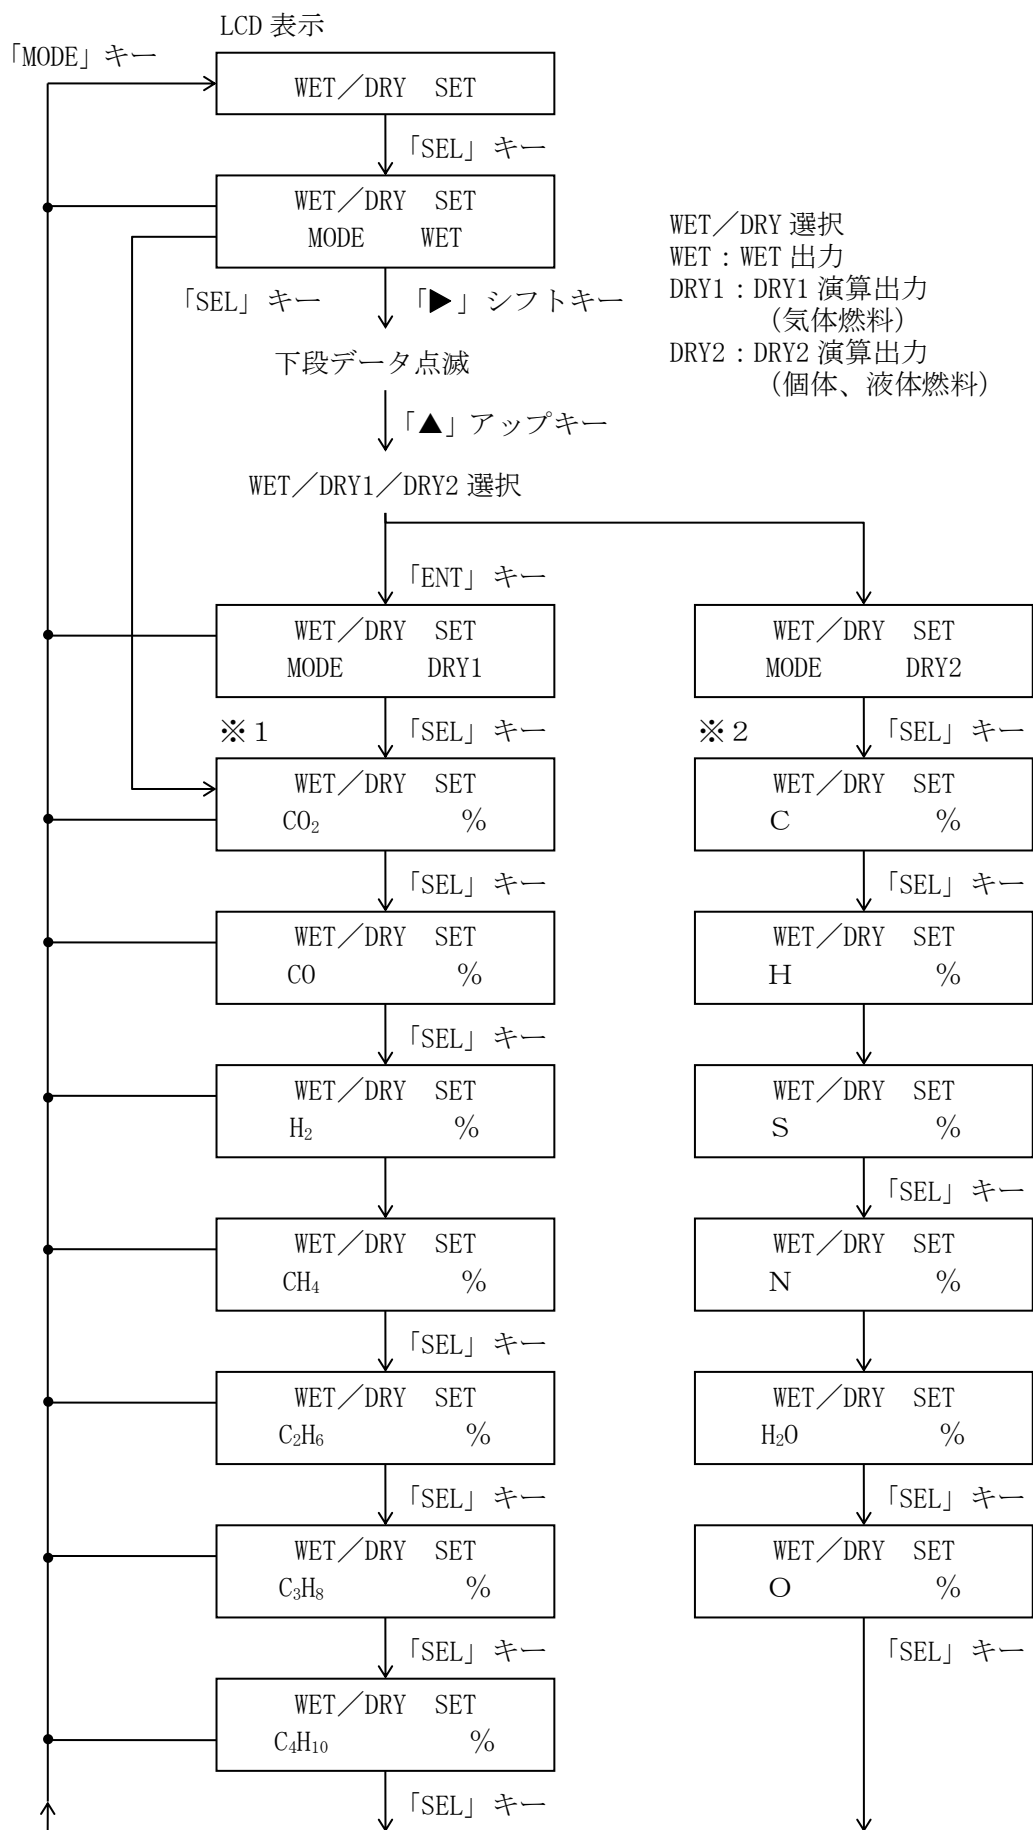 LCD 表示
「MODE」キー
WET／DRY　SET
「SEL」キー
WET／DRY　SET
MODE　　WET
WET／DRY 選択
WET：WET 出力
DRY1：DRY1 演算出力
（気体燃料）
DRY2：DRY2 演算出力
（個体、液体燃料）
「SEL」キー　　「▶」シフトキー
下段データ点滅
「▲」アップキー
WET／DRY1／DRY2 選択
「ENT」キー
WET／DRY　SET
MODE　　　DRY1
※１　「SEL」キー
WET／DRY　SET
CO₂　　　%
「SEL」キー
WET／DRY　SET
CO　　　%
「SEL」キー
WET／DRY　SET
H₂　　　%
WET／DRY　SET
CH₄　　　%
「SEL」キー
WET／DRY　SET
C₂H₆　　　%
「SEL」キー
WET／DRY　SET
C₃H₈　　　%
「SEL」キー
WET／DRY　SET
C₄H₁₀　　　%
「SEL」キー
WET／DRY　SET
MODE　　　DRY2
※２　「SEL」キー
WET／DRY　SET
Ｃ　　　%
「SEL」キー
WET／DRY　SET
Ｈ　　　%
WET／DRY　SET
Ｓ　　　%
「SEL」キー
WET／DRY　SET
Ｎ　　　%
WET／DRY　SET
H₂O　　　%
「SEL」キー
WET／DRY　SET
Ｏ　　　%
「SEL」キー